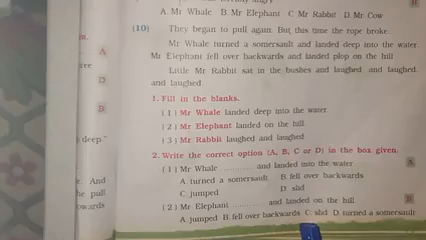 A. Mr Whale B. Mr Elephant C Mr Rabbit D. Mr Cow
(10) They began to pull again. But this time the rope broke.
Mr Whale turned a somersault and landed deep into the water.
Mr Elephant fell over backwards and landed plop on the hill
Little Mr Rabbit sat in the bushes and laughed and laughed.
and laughed.
1. Fill in the blanks.
(1) Mr Whale landed deep into the water
(2) Mr Elephant landed on the hill.
(3) Mr Rabbit laughed and laughed
2. Write the correct option (A, B, C or D) in the box given.
(1) Mr Whale ............ and landed into the water A
A. turned a somersault B. fell over backwards
C. jumped D. slid
(2) Mr Elephant ............ and landed on the hill B
A jumped B. fell over backwards C. slid D. turned a somersault
A
D
B
deep."
e. And
he pull
owards